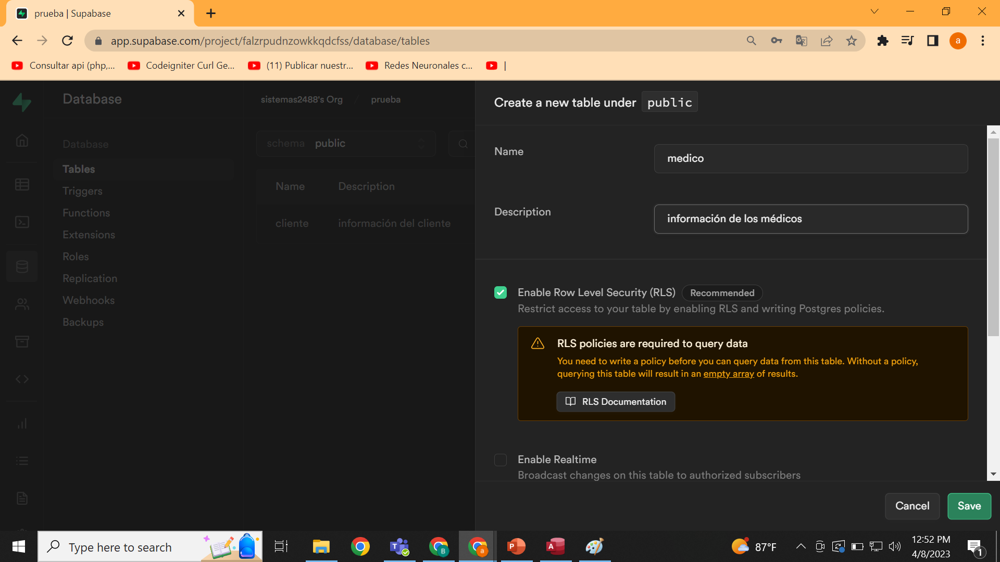 prueba | Supabase
app.supabase.com/project/falzrpudnzowkkqdcfss/database/tables
a
Consultar api (php,...
Codeigniter Curl Ge...
(11) Publicar nuestr...
Redes Neuronales c...
|
Database
sistemas2488's Org / prueba
Create a new table under public
Database
Tables
Triggers
Functions
Extensions
Roles
Replication
Webhooks
Backups
schema public
Name Description
cliente información del cliente
Name
medico
Description
información de los médicos
Enable Row Level Security (RLS) Recommended
Restrict access to your table by enabling RLS and writing Postgres policies.
RLS policies are required to query data
You need to write a policy before you can query data from this table. Without a policy,
querying this table will result in an empty array of results.
RLS Documentation
Enable Realtime
Broadcast changes on this table to authorized subscribers
Cancel
Save
Type here to search
T
B
a
P
A
87°F
12:52 PM
4/8/2023
1